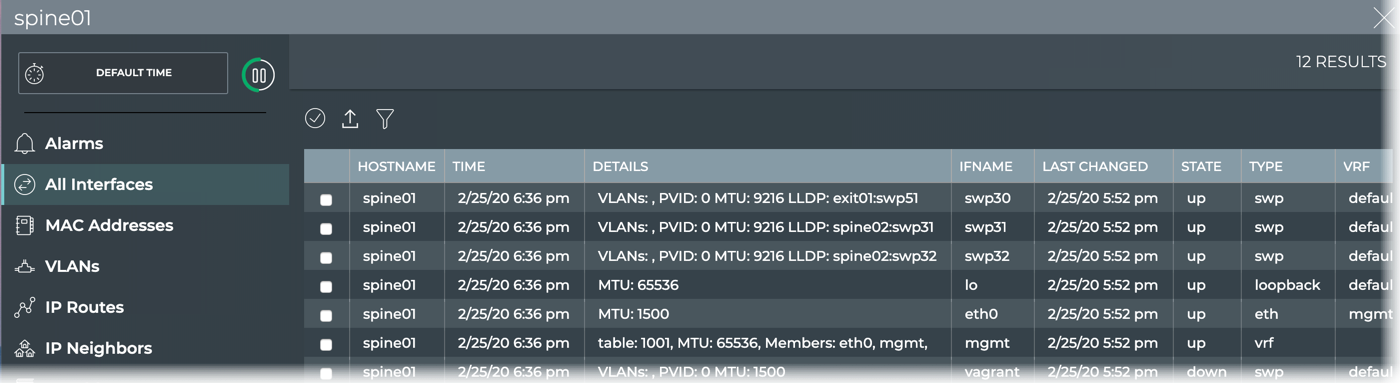 spine01
DEFAULT TIME
12 RESULTS
Alarms
All Interfaces
MAC Addresses
VLANs
IP Routes
IP Neighbors
HOSTNAME TIME DETAILS IFNAME LAST CHANGED STATE TYPE VRF
spine01 2/25/20 6:36 pm VLANs: , PVID: 0 MTU: 9216 LLDP: exit01:swp51 swp30 2/25/20 5:52 pm up swp defaul
spine01 2/25/20 6:36 pm VLANs: , PVID: 0 MTU: 9216 LLDP: spine02:swp31 swp31 2/25/20 5:52 pm up swp defaul
spine01 2/25/20 6:36 pm VLANs: , PVID: 0 MTU: 9216 LLDP: spine02:swp32 swp32 2/25/20 5:52 pm up swp defaul
spine01 2/25/20 6:36 pm MTU: 65536 lo 2/25/20 5:52 pm up loopback defaul
spine01 2/25/20 6:36 pm MTU: 1500 eth0 2/25/20 5:52 pm up eth mgmt
spine01 2/25/20 6:36 pm table: 1001, MTU: 65536, Members: eth0, mgmt, mgmt 2/25/20 5:52 pm up vrf
spine01 2/25/20 6:36 pm VLANs: , PVID: 0 MTU: 1500 vagrant 2/25/20 5:52 pm down swp defaul